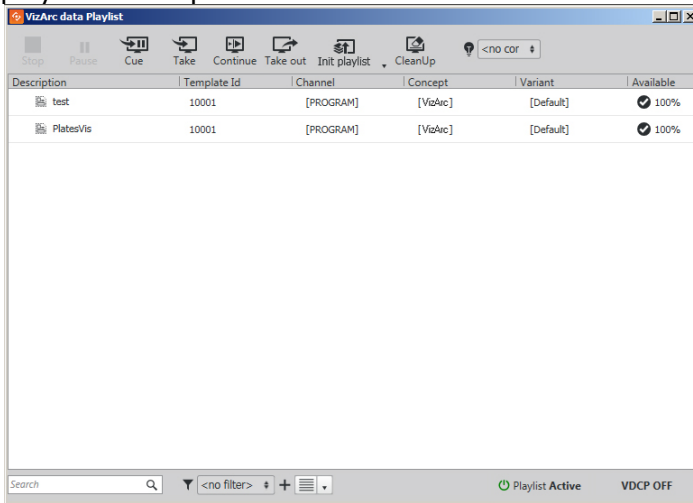 VizArc data Playlist
Stop Pause Cue Take Continue Take out Init playlist CleanUp <no cor
Description Template Id Channel Concept Variant Available
test 10001 [PROGRAM] [VizArc] [Default] 100%
PlatesVis 10001 [PROGRAM] [VizArc] [Default] 100%
Search <no filter> Playlist Active VDCP OFF